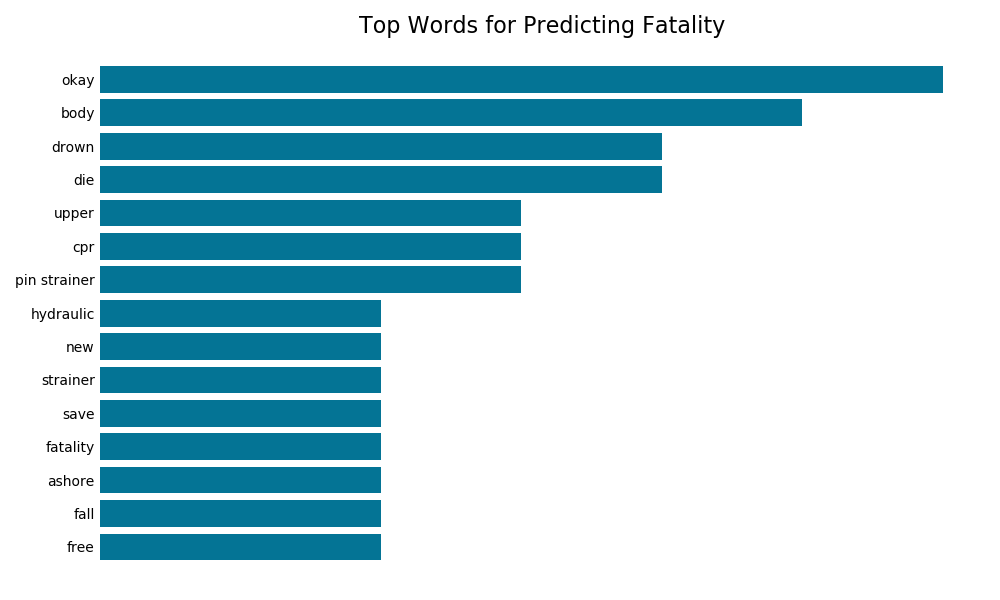 Top Words for Predicting Fatality
okay
body
drown
die
upper
cpr
pin strainer
hydraulic
new
strainer
save
fatality
ashore
fall
free